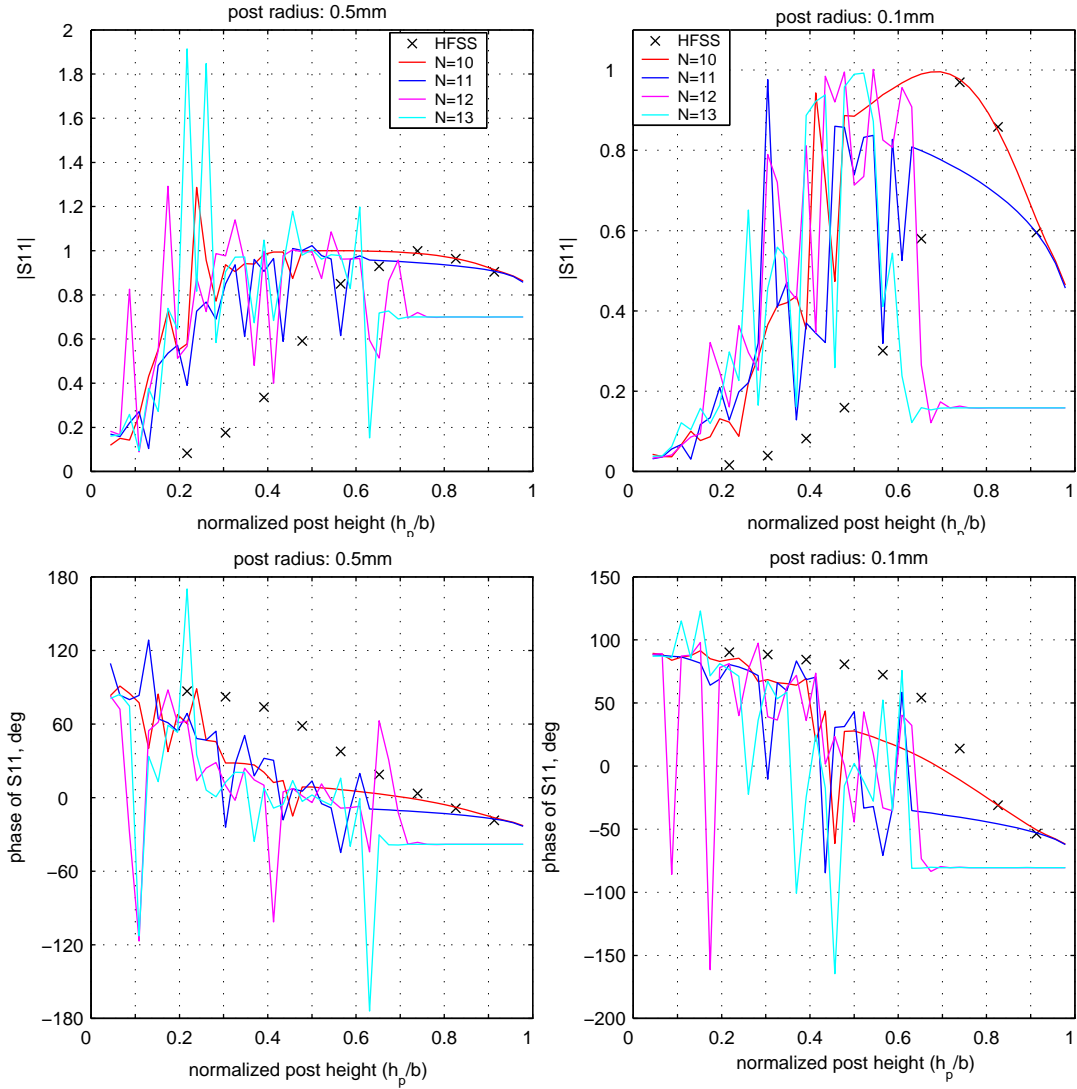 post radius: 0.5mm
|S11|
2
1.8
1.6
1.4
1.2
1
0.8
0.6
0.4
0.2
0
0 0.2 0.4 0.6 0.8 1
HFSS
N=10
N=11
N=12
N=13
normalized post height (h_p/b)
post radius: 0.1mm
|S11|
1
0.8
0.6
0.4
0.2
0
0 0.2 0.4 0.6 0.8 1
HFSS
N=10
N=11
N=12
N=13
normalized post height (h_p/b)
post radius: 0.5mm
phase of S11, deg
180
120
60
0
−60
−120
−180
0 0.2 0.4 0.6 0.8 1
normalized post height (h_p/b)
post radius: 0.1mm
phase of S11, deg
150
100
50
0
−50
−100
−150
−200
0 0.2 0.4 0.6 0.8 1
normalized post height (h_p/b)